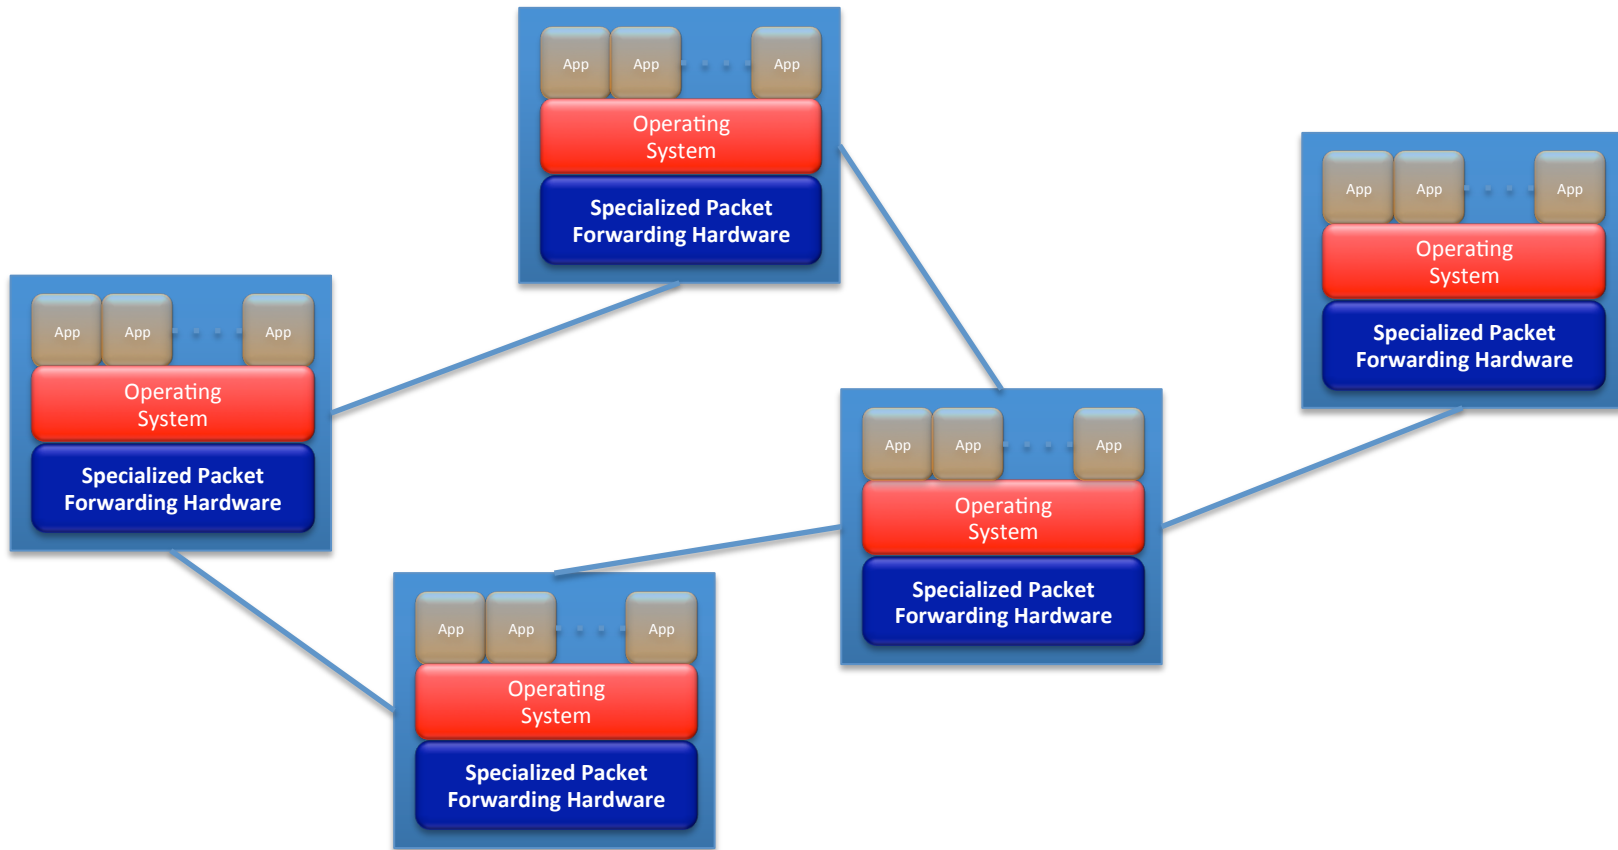 App App App
Operating
System
Specialized Packet
Forwarding Hardware
App App App
Operating
System
Specialized Packet
Forwarding Hardware
App App App
Operating
System
Specialized Packet
Forwarding Hardware
App App App
Operating
System
Specialized Packet
Forwarding Hardware
App App App
Operating
System
Specialized Packet
Forwarding Hardware